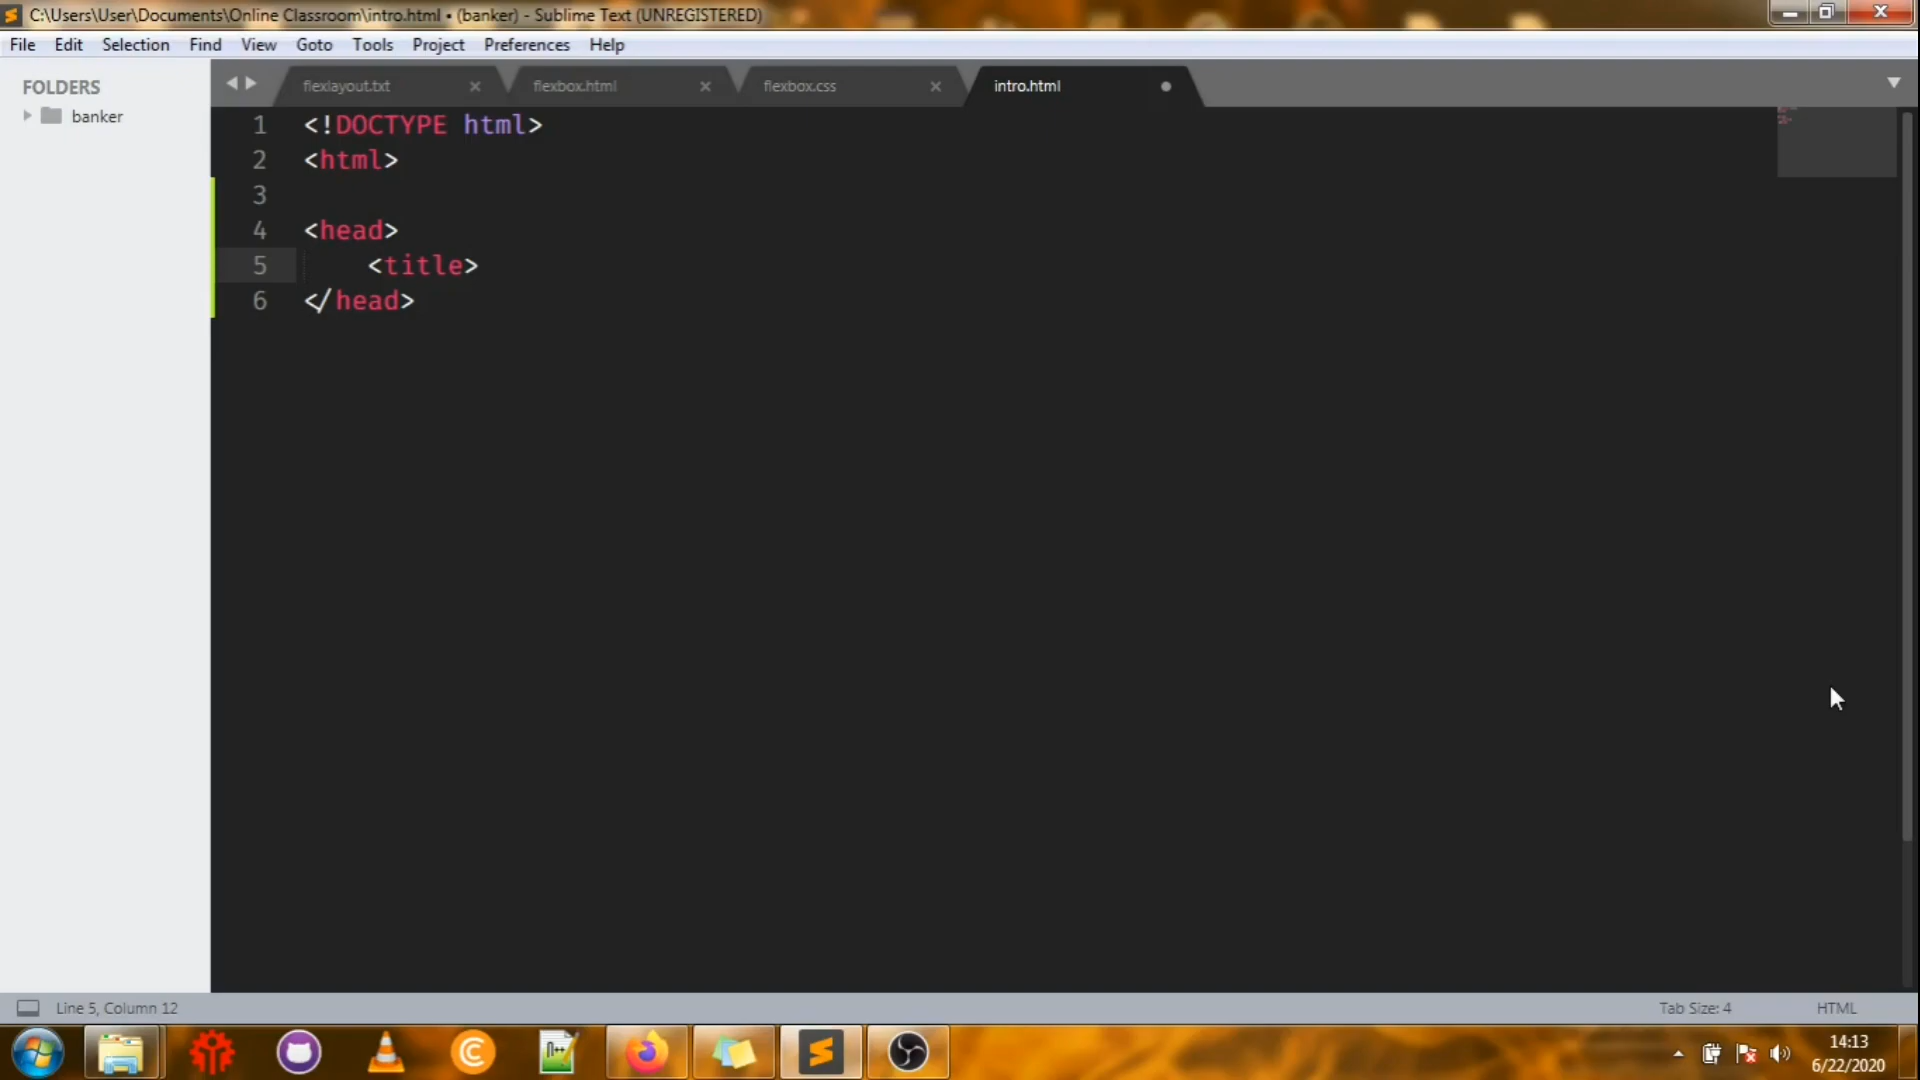 C:\Users\User\Documents\Online Classroom\intro.html • (banker) - Sublime Text (UNREGISTERED)
File Edit Selection Find View Goto Tools Project Preferences Help
FOLDERS
banker
flexlayout.txt flexbox.html flexbox.css intro.html
1 <!DOCTYPE html>
2 <html>
3
4 <head>
5 <title>
6 </head>
Line 5, Column 12 Tab Size: 4 HTML
14:13
6/22/2020